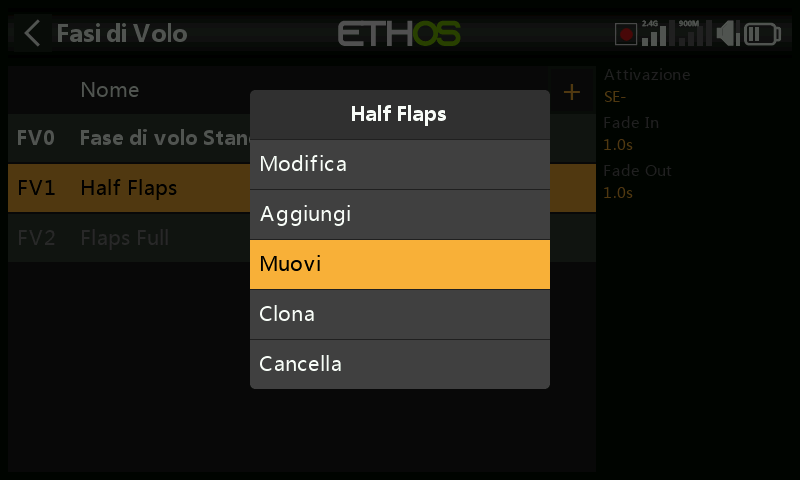 Fasi di Volo
ETHOS
2.4G
900M
Nome
+
Attivazione
SE-
Fade In
1.0s
Fade Out
1.0s
FV0 Fase di volo Stan
FV1 Half Flaps
FV2 Flaps Full
Half Flaps
Modifica
Aggiungi
Muovi
Clona
Cancella